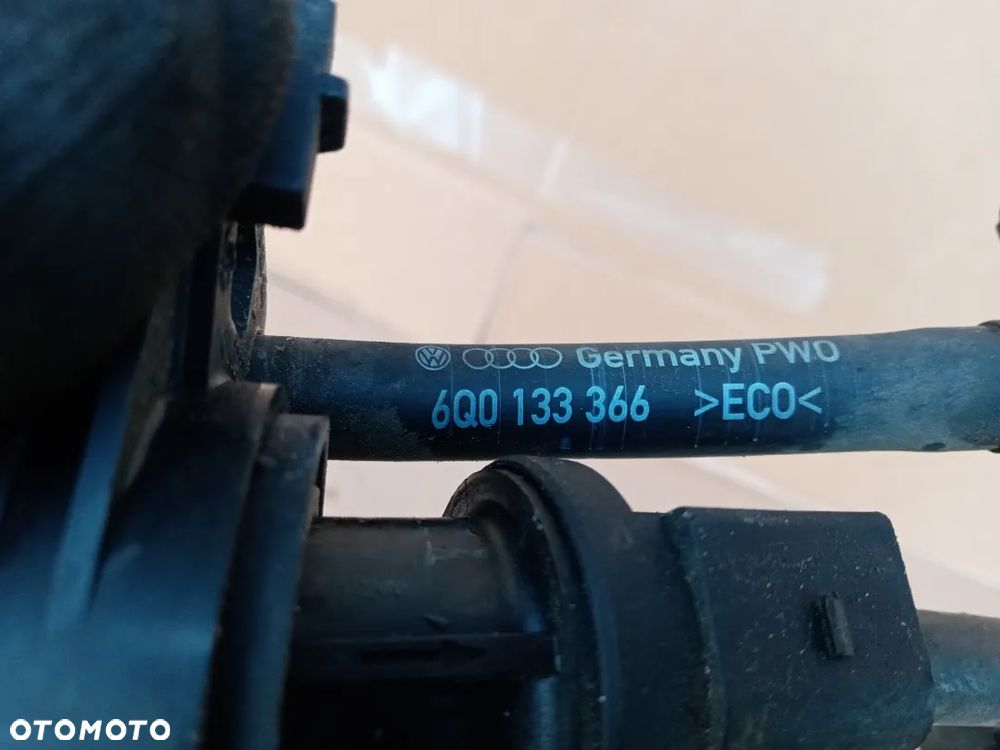 Germany PWO
6Q0 133 366 >ECO<
OTOMOTO